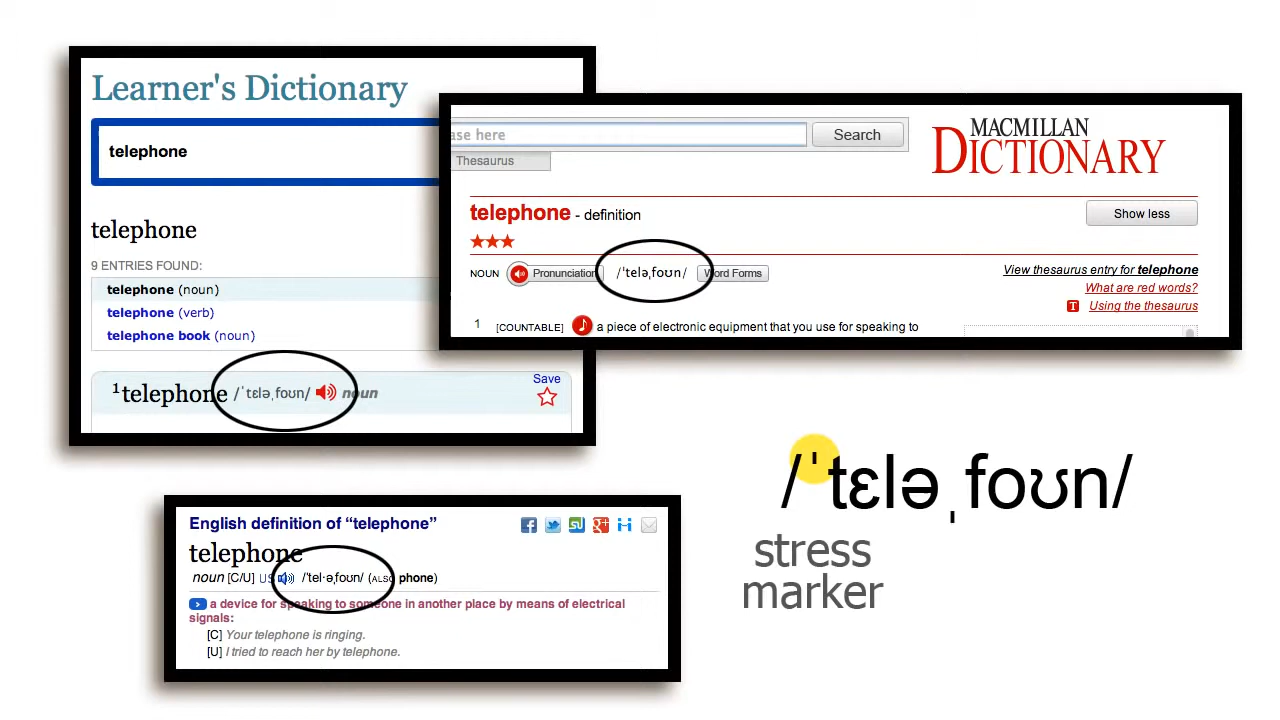 Learner's Dictionary
telephone
telephone
9 ENTRIES FOUND:
telephone (noun)
telephone (verb)
telephone book (noun)
¹telephone /ˈtɛləˌfoʊn/ noun
Save
ase here
Search
Thesaurus
MACMILLAN
DICTIONARY
telephone - definition
Show less
NOUN Pronunciation /ˈteləˌfoʊn/ Word Forms
View thesaurus entry for telephone
What are red words?
T Using the thesaurus
1 [COUNTABLE] a piece of electronic equipment that you use for speaking to
English definition of “telephone”
telephone
noun [C/U] US /ˈtel·əˌfoʊn/ (ALSO phone)
a device for speaking to someone in another place by means of electrical
signals:
[C] Your telephone is ringing.
[U] I tried to reach her by telephone.
/ˈtɛləˌfoʊn/
stress
marker